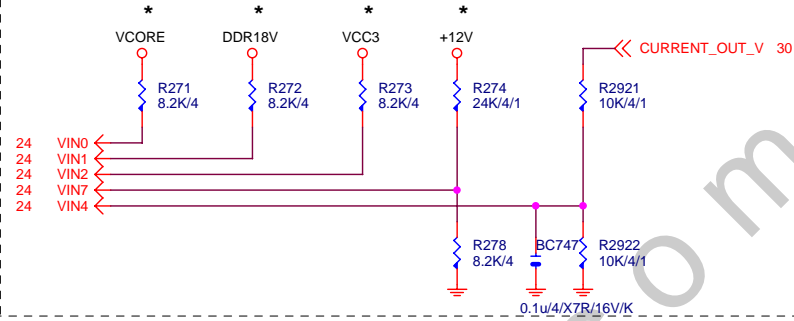 * * * *
VCORE DDR18V VCC3 +12V
CURRENT_OUT_V 30
R271 R272 R273 R274 R2921
8.2K/4 8.2K/4 8.2K/4 24K/4/1 10K/4/1
24 VIN0
24 VIN1
24 VIN2
24 VIN7
24 VIN4
R278 BC747 R2922
8.2K/4 10K/4/1
0.1u/4/X7R/16V/K
om